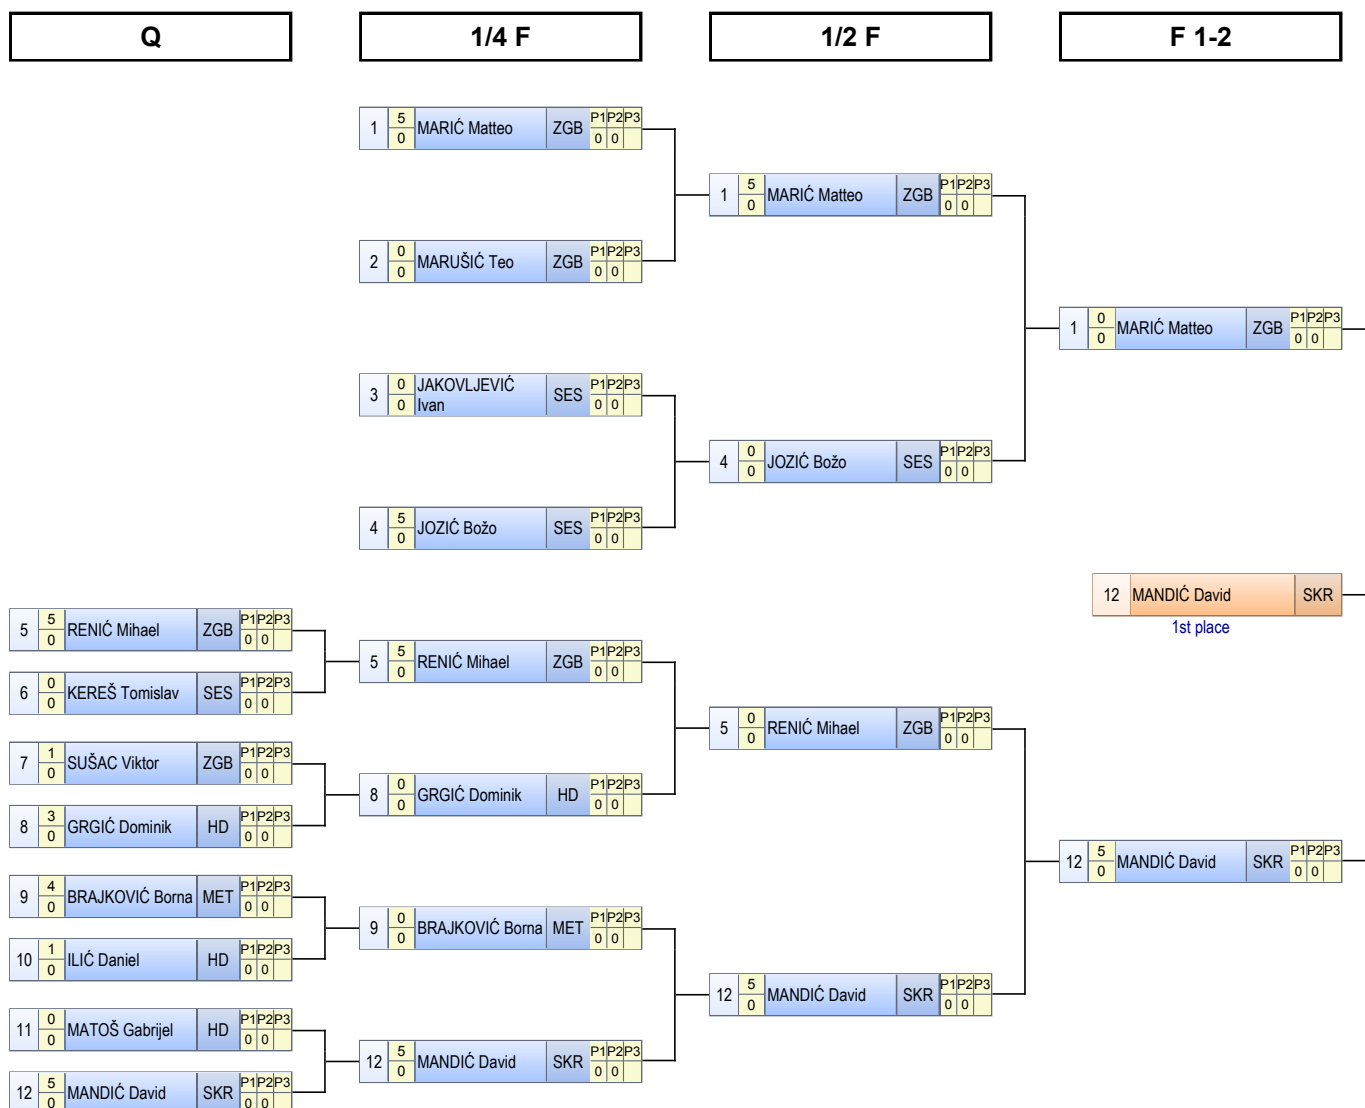 Q
1/4 F
1/2 F
F 1-2
1 5 MARIĆ Matteo ZGB P1 P2 P3
0 0 0
1 5 MARIĆ Matteo ZGB P1 P2 P3
0 0 0
2 0 MARUŠIĆ Teo ZGB P1 P2 P3
0 0 0
1 0 MARIĆ Matteo ZGB P1 P2 P3
0 0 0
3 0 JAKOVLJEVIĆ SES P1 P2 P3
0 Ivan 0 0
4 0 JOZIĆ Božo SES P1 P2 P3
0 0 0
4 5 JOZIĆ Božo SES P1 P2 P3
0 0 0
12 MANDIĆ David SKR
1st place
5 5 RENIĆ Mihael ZGB P1 P2 P3
0 0 0
5 5 RENIĆ Mihael ZGB P1 P2 P3
0 0 0
6 0 KEREŠ Tomislav SES P1 P2 P3
0 0 0
5 0 RENIĆ Mihael ZGB P1 P2 P3
0 0 0
7 1 SUŠAC Viktor ZGB P1 P2 P3
0 0 0
8 0 GRGIĆ Dominik HD P1 P2 P3
0 0 0
8 3 GRGIĆ Dominik HD P1 P2 P3
0 0 0
12 5 MANDIĆ David SKR P1 P2 P3
0 0 0
9 4 BRAJKOVIĆ Borna MET P1 P2 P3
0 0 0
9 0 BRAJKOVIĆ Borna MET P1 P2 P3
0 0 0
10 1 ILIĆ Daniel HD P1 P2 P3
0 0 0
12 5 MANDIĆ David SKR P1 P2 P3
0 0 0
11 0 MATOŠ Gabrijel HD P1 P2 P3
0 0 0
12 5 MANDIĆ David SKR P1 P2 P3
0 0 0
12 5 MANDIĆ David SKR P1 P2 P3
0 0 0